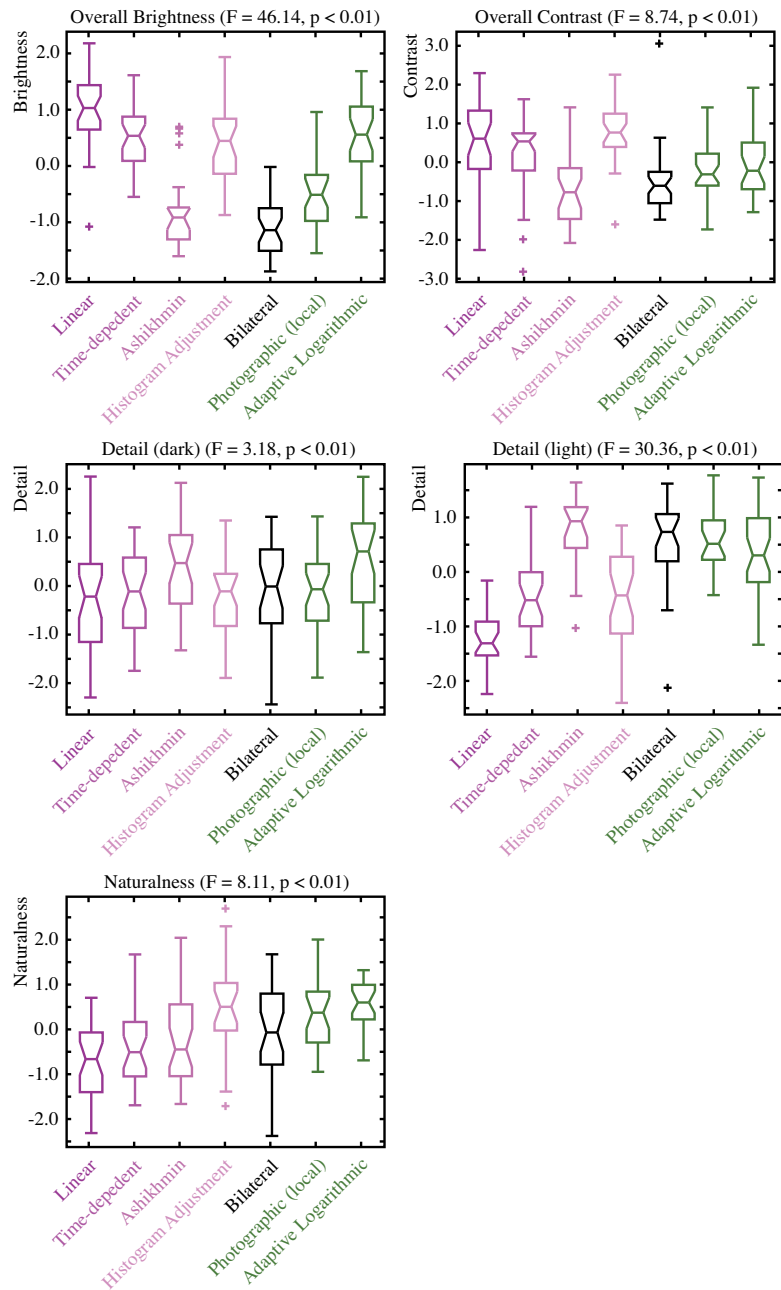 Overall Brightness (F = 46.14, p < 0.01)
Brightness
2.0
1.0
0.0
-1.0
-2.0
Linear
Time-depedent
Ashikhmin
Histogram Adjustment
Bilateral
Photographic (local)
Adaptive Logarithmic
Overall Contrast (F = 8.74, p < 0.01)
Contrast
3.0
2.0
1.0
0.0
-1.0
-2.0
-3.0
Linear
Time-depedent
Ashikhmin
Histogram Adjustment
Bilateral
Photographic (local)
Adaptive Logarithmic
Detail (dark) (F = 3.18, p < 0.01)
Detail
2.0
1.0
0.0
-1.0
-2.0
Linear
Time-depedent
Ashikhmin
Histogram Adjustment
Bilateral
Photographic (local)
Adaptive Logarithmic
Detail (light) (F = 30.36, p < 0.01)
Detail
1.0
0.0
-1.0
-2.0
Linear
Time-depedent
Ashikhmin
Histogram Adjustment
Bilateral
Photographic (local)
Adaptive Logarithmic
Naturalness (F = 8.11, p < 0.01)
Naturalness
2.0
1.0
0.0
-1.0
-2.0
Linear
Time-depedent
Ashikhmin
Histogram Adjustment
Bilateral
Photographic (local)
Adaptive Logarithmic